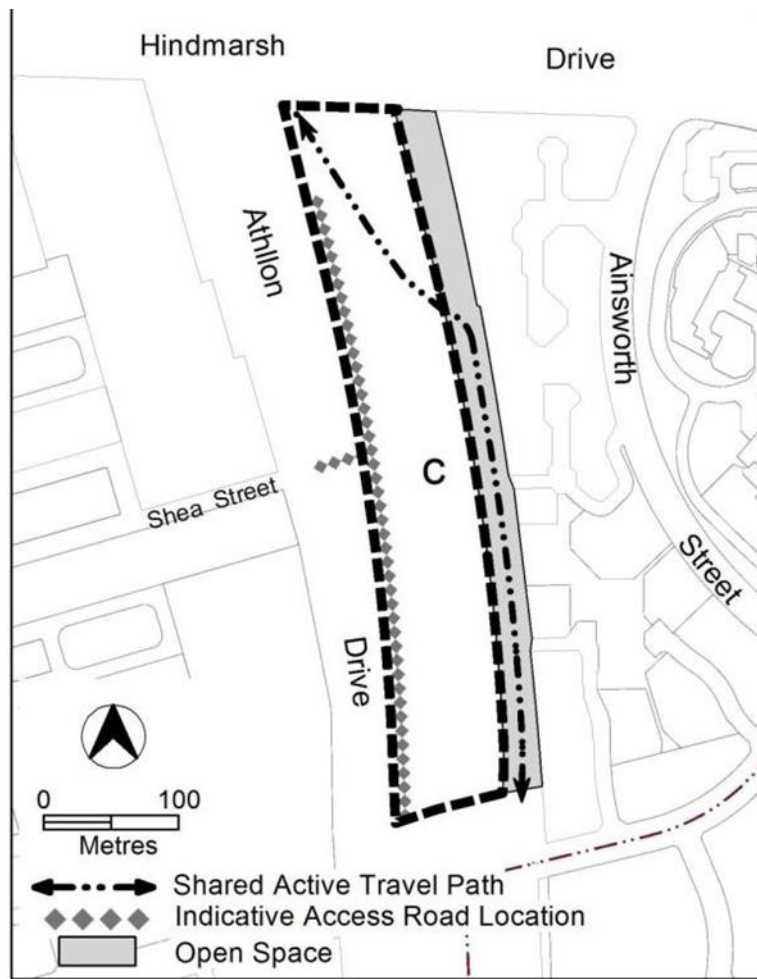 Hindmarsh
Drive
Athllon
Ainsworth
C
Shea Street
Street
Drive
0 100
Metres
Shared Active Travel Path
Indicative Access Road Location
Open Space